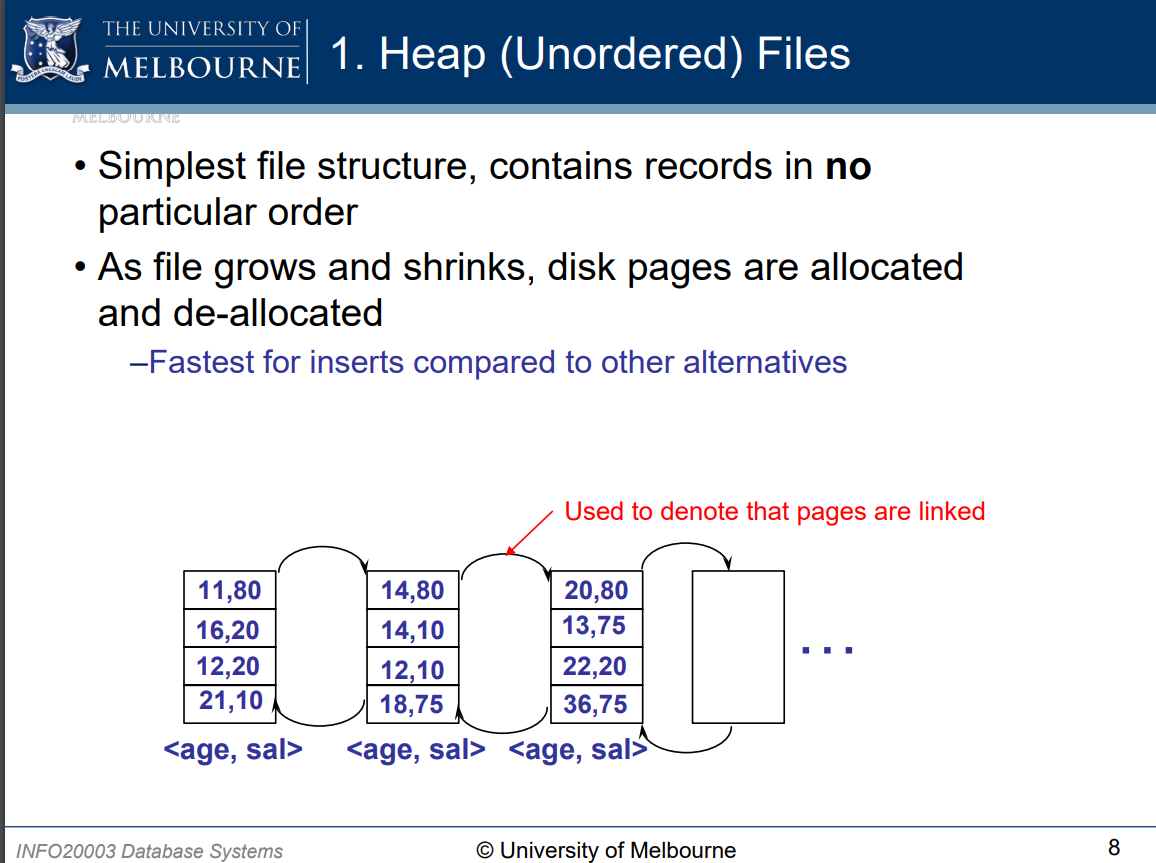 THE UNIVERSITY OF
MELBOURNE
1. Heap (Unordered) Files
MELBOURNE
• Simplest file structure, contains records in no
particular order
• As file grows and shrinks, disk pages are allocated
and de-allocated
–Fastest for inserts compared to other alternatives
Used to denote that pages are linked
11,80 14,80 20,80
16,20 14,10 13,75
12,20 12,10 22,20
21,10 18,75 36,75
...
<age, sal> <age, sal> <age, sal>
INFO20003 Database Systems © University of Melbourne 8